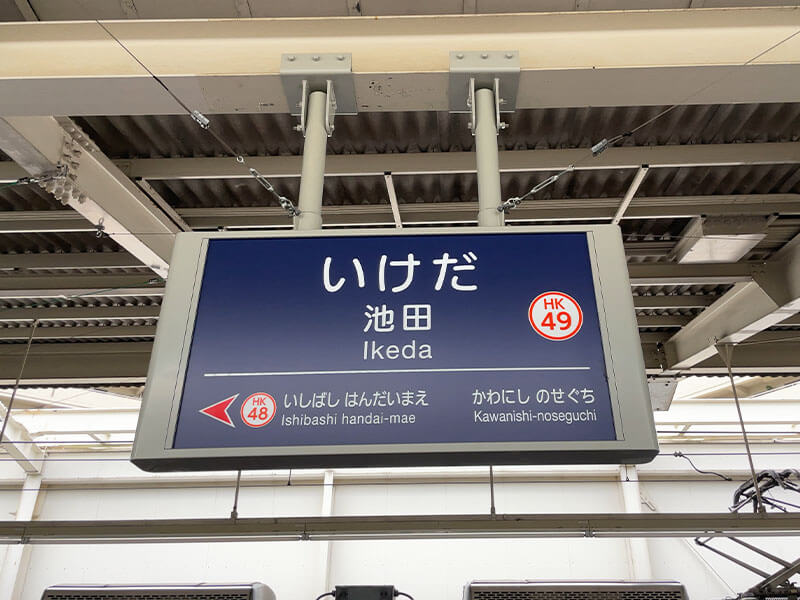 いけだ
池田
Ikeda
HK
49
HK
48
いしばし はんだいまえ
Ishibashi handai-mae
かわにし のせぐち
Kawanishi-noseguchi